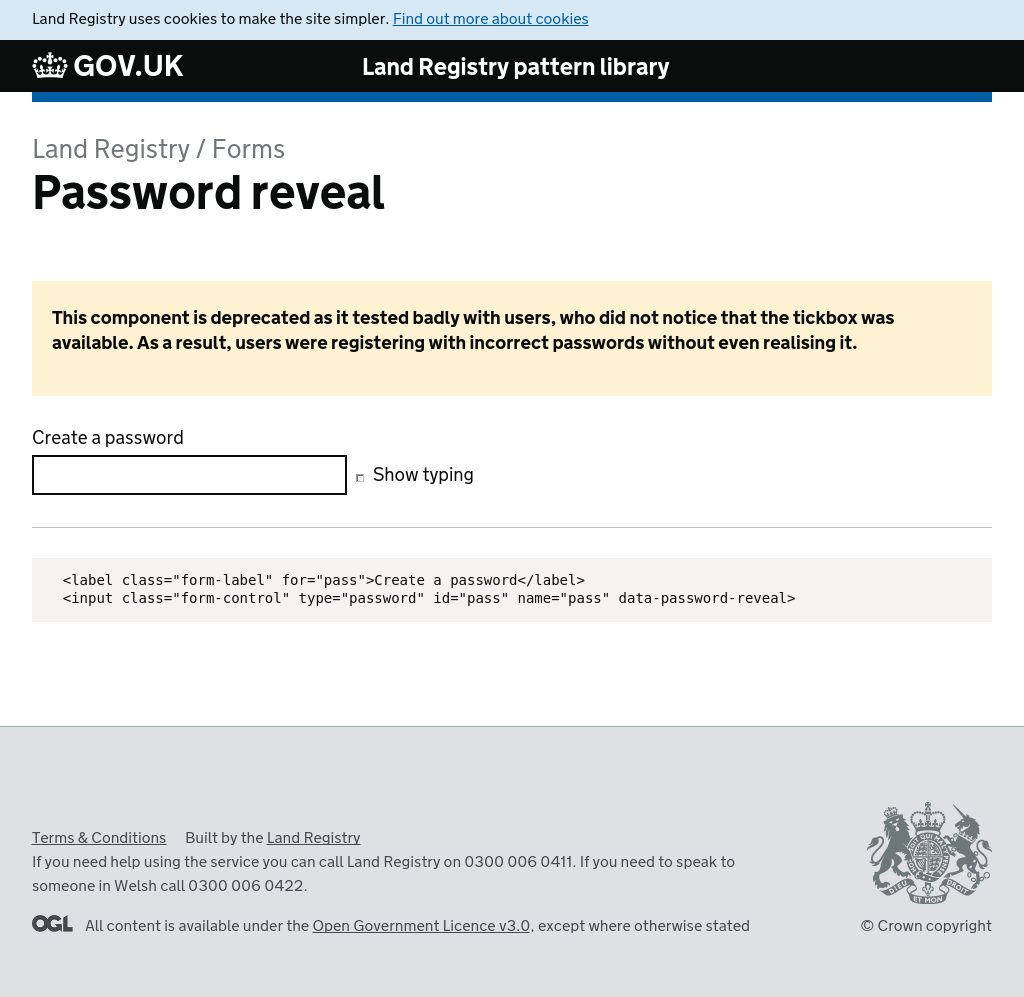 Land Registry uses cookies to make the site simpler. Find out more about cookies
GOV.UK
Land Registry pattern library
Land Registry / Forms
Password reveal
This component is deprecated as it tested badly with users, who did not notice that the tickbox was
available. As a result, users were registering with incorrect passwords without even realising it.
Create a password
Show typing
<label class="form-label" for="pass">Create a password</label>
<input class="form-control" type="password" id="pass" name="pass" data-password-reveal>
Terms & Conditions Built by the Land Registry
If you need help using the service you can call Land Registry on 0300 006 0411. If you need to speak to
someone in Welsh call 0300 006 0422.
OGL All content is available under the Open Government Licence v3.0, except where otherwise stated
DIEU ET MON DROIT
© Crown copyright